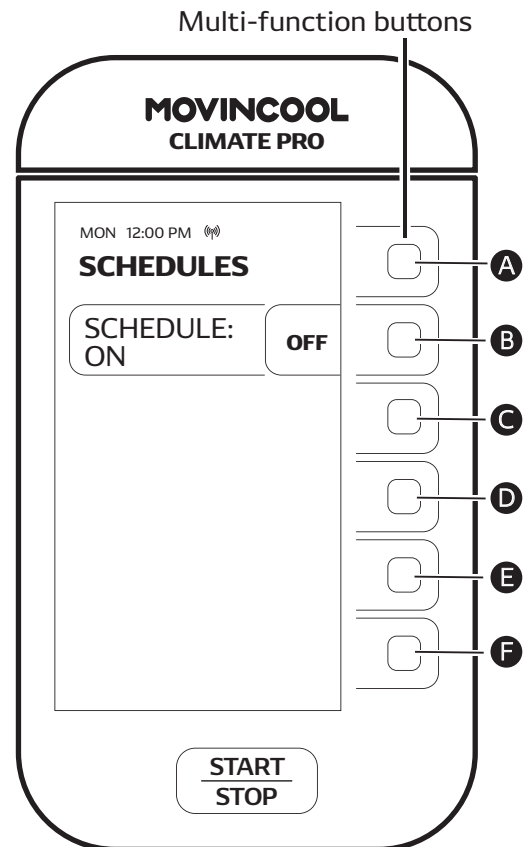 Multi-function buttons
MOVINCOOL
CLIMATE PRO
MON 12:00 PM
SCHEDULES
A
SCHEDULE:
ON
OFF
B
C
D
E
F
START
STOP